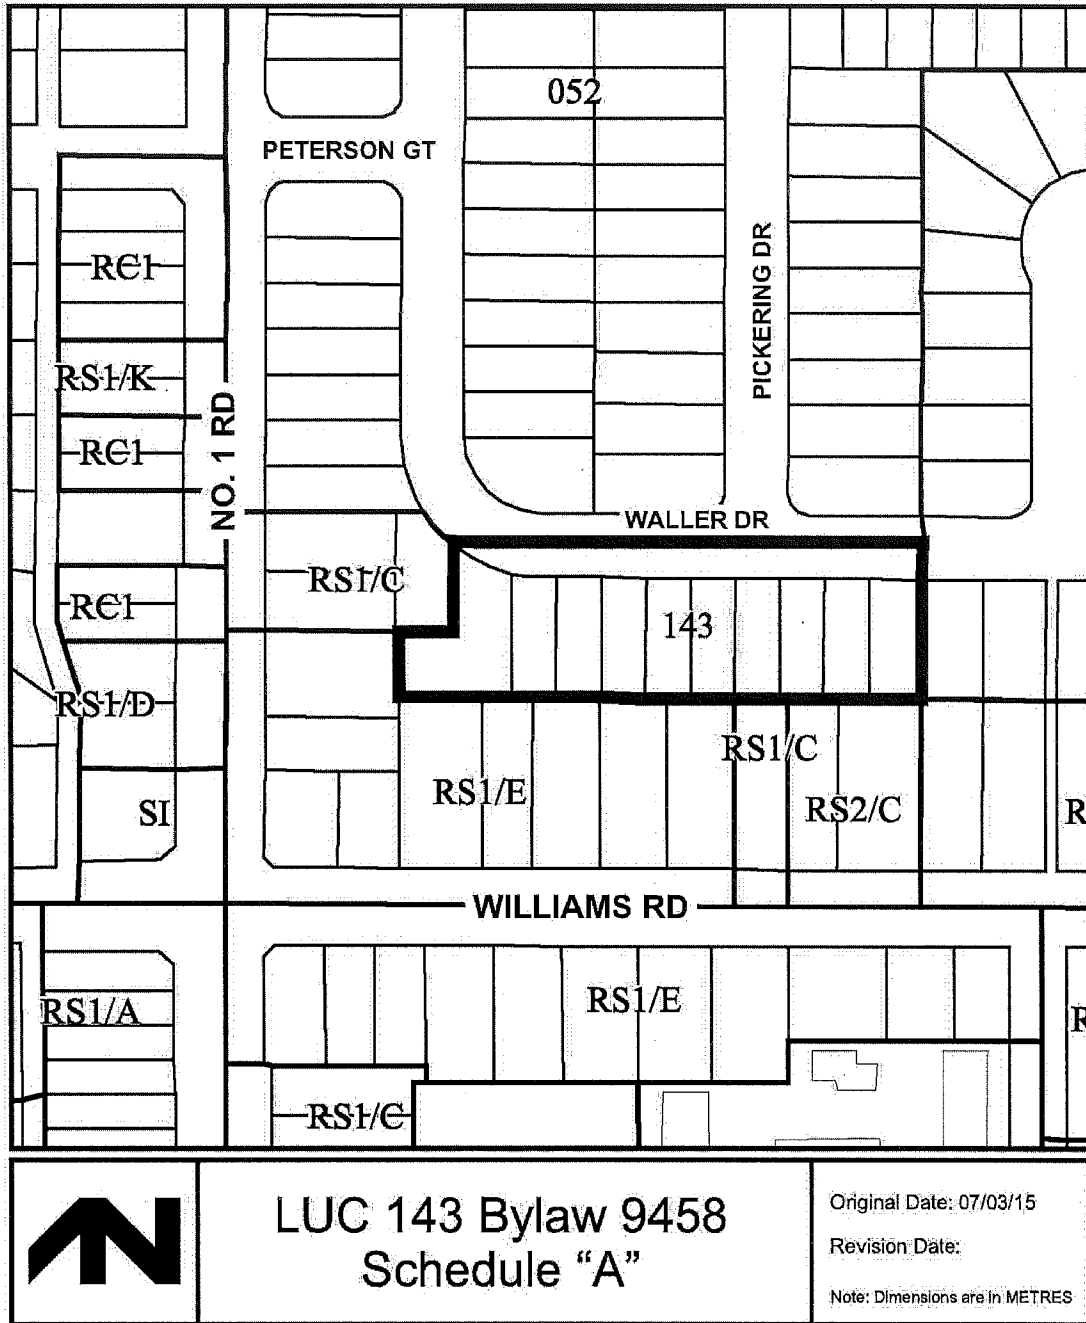 052
PETERSON GT
RC1
PICKERING DR
RS1/K
NO. 1 RD
RC1
WALLER DR
RS1/C
RC1
143
RS1/D
RS1/C
RS1/E
RS2/C
SI
R
WILLIAMS RD
RS1/A
RS1/E
R
RS1/C
LUC 143 Bylaw 9458
Schedule “A”
Original Date: 07/03/15
Revision Date:
Note: Dimensions are in METRES